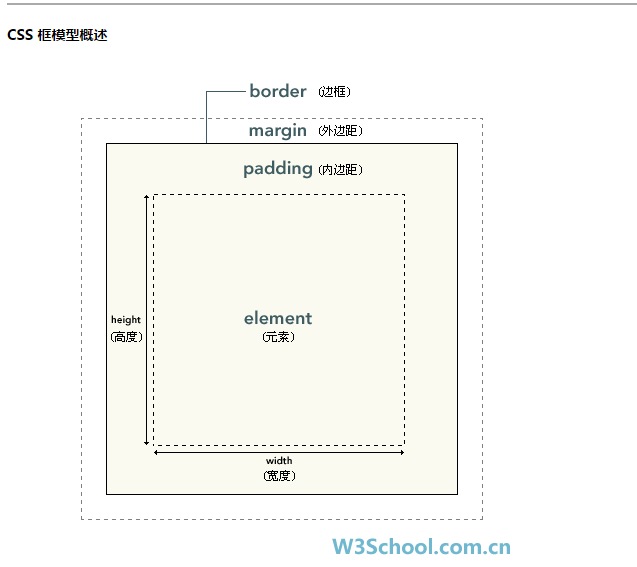 CSS 框模型概述
border (边框)
margin (外边距)
padding (内边距)
height
(高度)
element
(元素)
width
(宽度)
W3School.com.cn